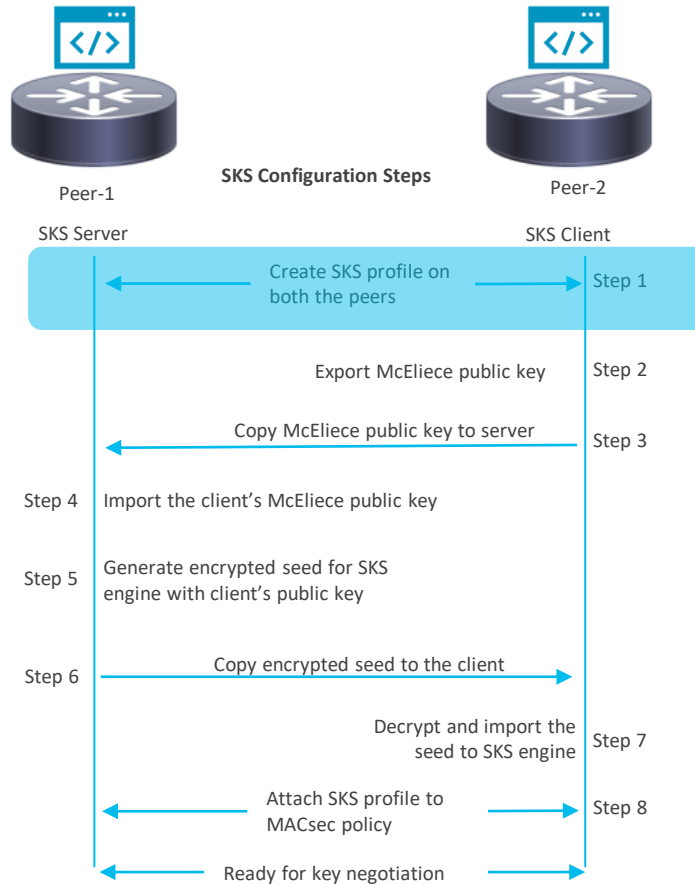 </>
</>
SKS Configuration Steps
Peer-1
Peer-2
SKS Server
SKS Client
Create SKS profile on
both the peers
Step 1
Export McEliece public key
Step 2
Copy McEliece public key to server
Step 3
Step 4
Import the client's McEliece public key
Step 5
Generate encrypted seed for SKS
engine with client's public key
Step 6
Copy encrypted seed to the client
Decrypt and import the
seed to SKS engine
Step 7
Attach SKS profile to
MACsec policy
Step 8
Ready for key negotiation